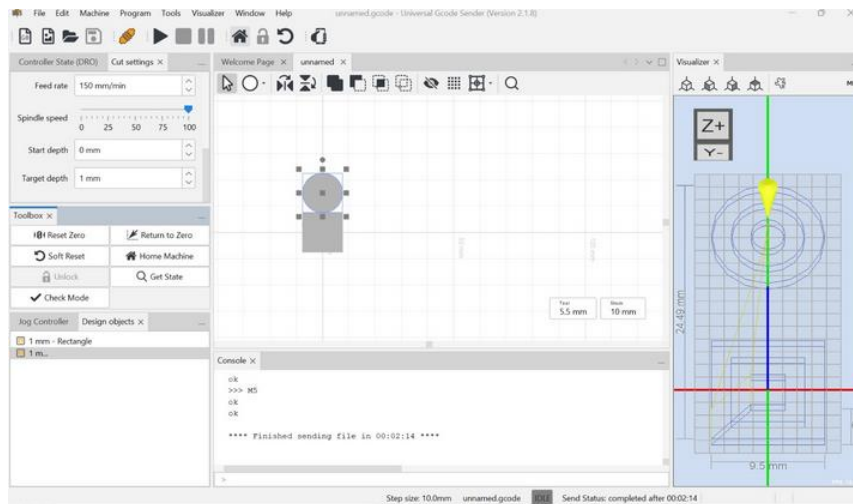 File Edit Machine Program Tools Visualizer Window Help
unnamed.gcode - Universal Gcode Sender (Version 2.1.8)
Controller State (DRO) Cut settings ×
Welcome Page × unnamed ×
Visualizer ×
Feed rate 150 mm/min
Spindle speed
0 25 50 75 100
Start depth 0 mm
Target depth 1 mm
Z+
Y-
Toolbox ×
Reset Zero Return to Zero
Soft Reset Home Machine
Unlock Get State
Check Mode
5.5 mm 10 mm
24.49 mm
9.5 mm
Jog Controller Design objects ×
1 mm - Rectangle
1 m...
Console ×
ok
>>> M5
ok
ok
**** Finished sending file in 00:02:14 ****
>
Step size: 10.0mm unnamed.gcode IDLE Send Status: completed after 00:02:14